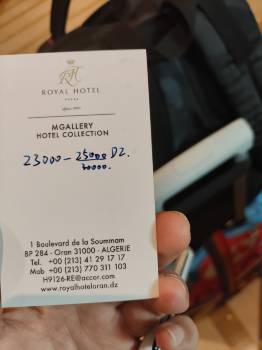 RH
ROYAL HOTEL
MGALLERY
HOTEL COLLECTION
23000 - 25000 DZ.
30000.
1 Boulevard de la Soummam
BP 284 - Oran 31000 - ALGERIE
Tel. +00 (213) 41 29 17 17
Mob +00 (213) 770 311 103
H9126-RE@accor.com
www.royalhoteloran.dz